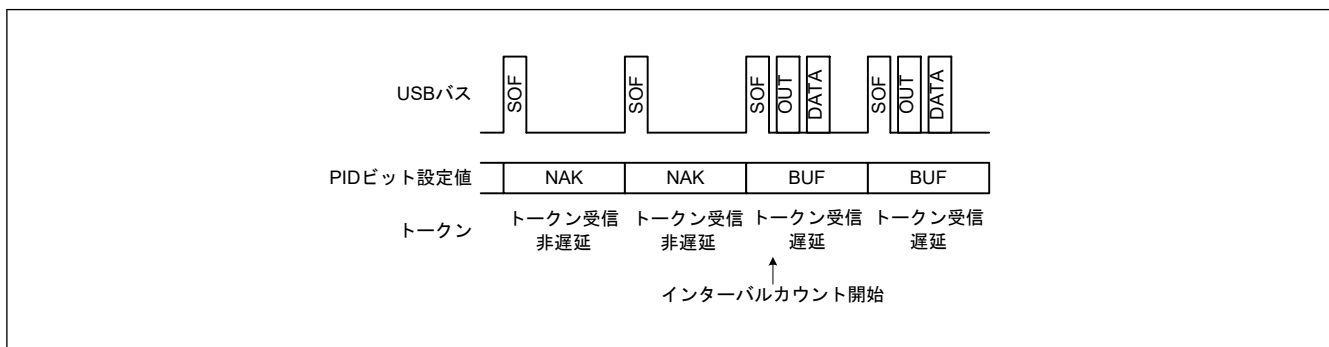 USBバス
SOF
SOF
SOF
OUT
DATA
SOF
OUT
DATA
PIDビット設定値
NAK
NAK
BUF
BUF
トークン
トークン受信
非遅延
トークン受信
非遅延
トークン受信
遅延
トークン受信
遅延
インターバルカウント開始